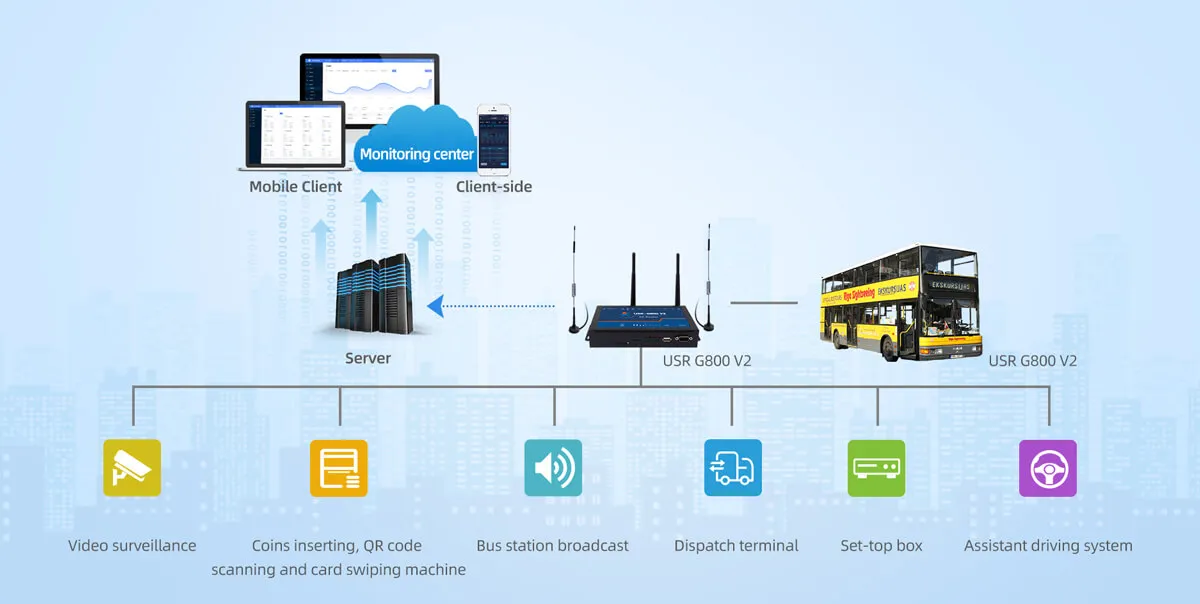 Monitoring center
Mobile Client
Client-side
Server
USR G800 V2
EKSKURSIJAS
EKSKURSIJAS
USR G800 V2
Video surveillance
Coins inserting, QR code
scanning and card swiping machine
Bus station broadcast
Dispatch terminal
Set-top box
Assistant driving system